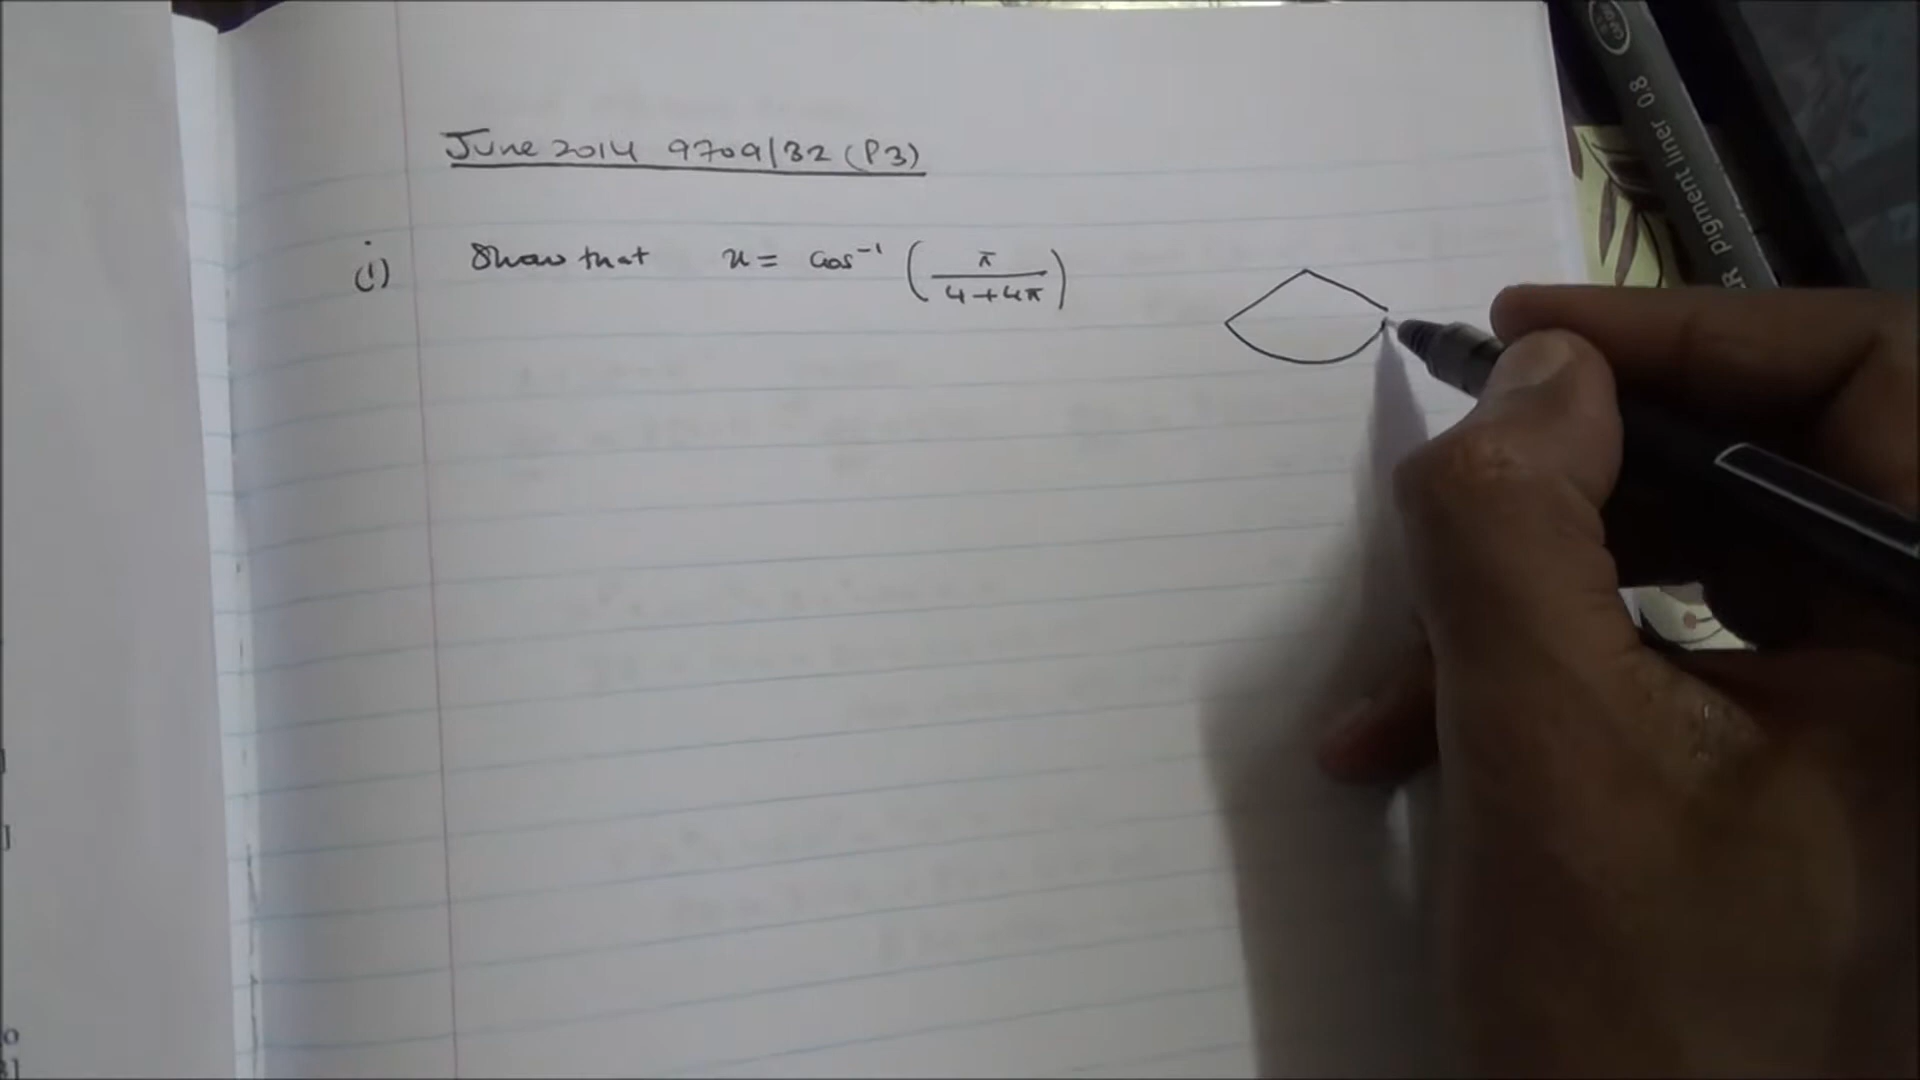 June 2014 9709/32 (P3)
(i) Show that x = cos⁻¹ (π / 4+4π)
pigment liner 0.8